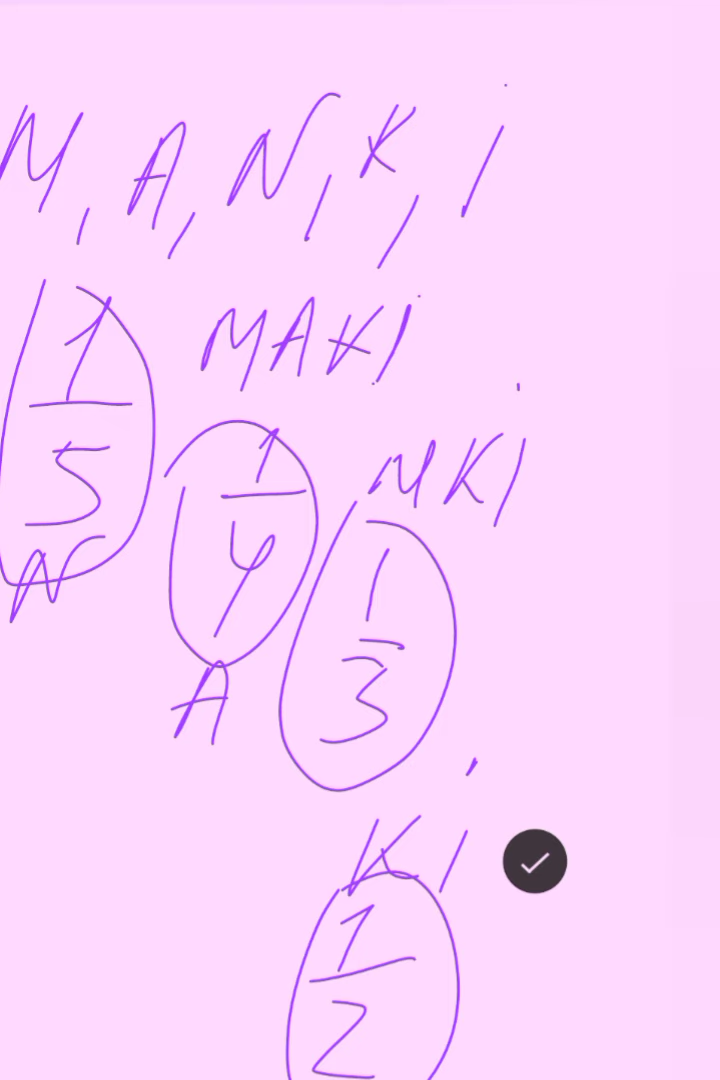 M, A, N, K, i
1/5 MAKi
N 1/4 MKi
A 1/3
Ki
1/2